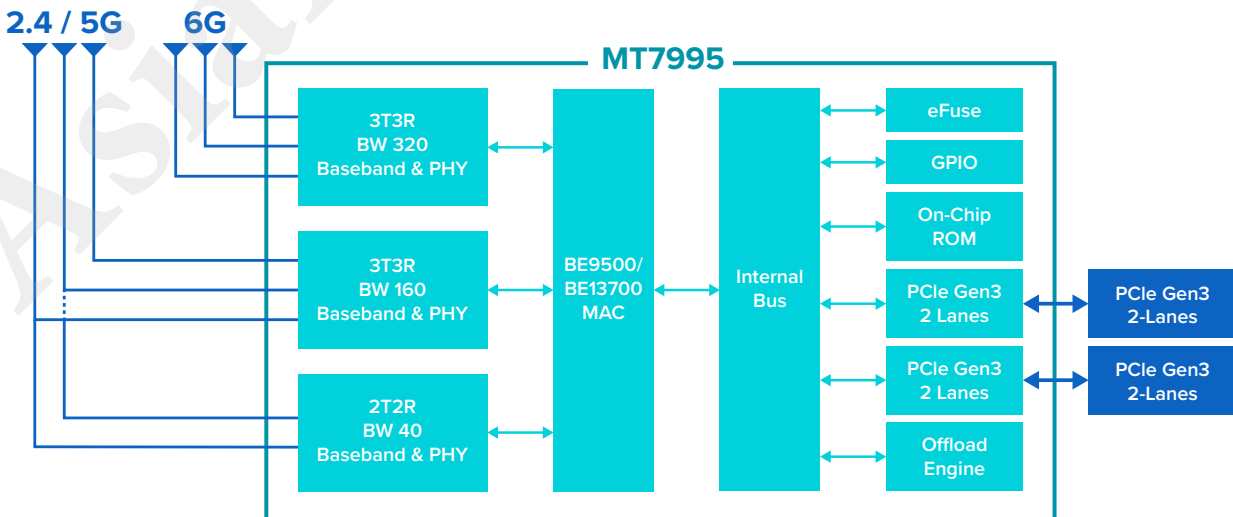 2.4 / 5G
6G
MT7995
3T3R
BW 320
Baseband & PHY
3T3R
BW 160
Baseband & PHY
2T2R
BW 40
Baseband & PHY
BE9500/
BE13700
MAC
Internal
Bus
eFuse
GPIO
On-Chip
ROM
PCIe Gen3
2 Lanes
PCIe Gen3
2 Lanes
Offload
Engine
PCIe Gen3
2-Lanes
PCIe Gen3
2-Lanes
Asia